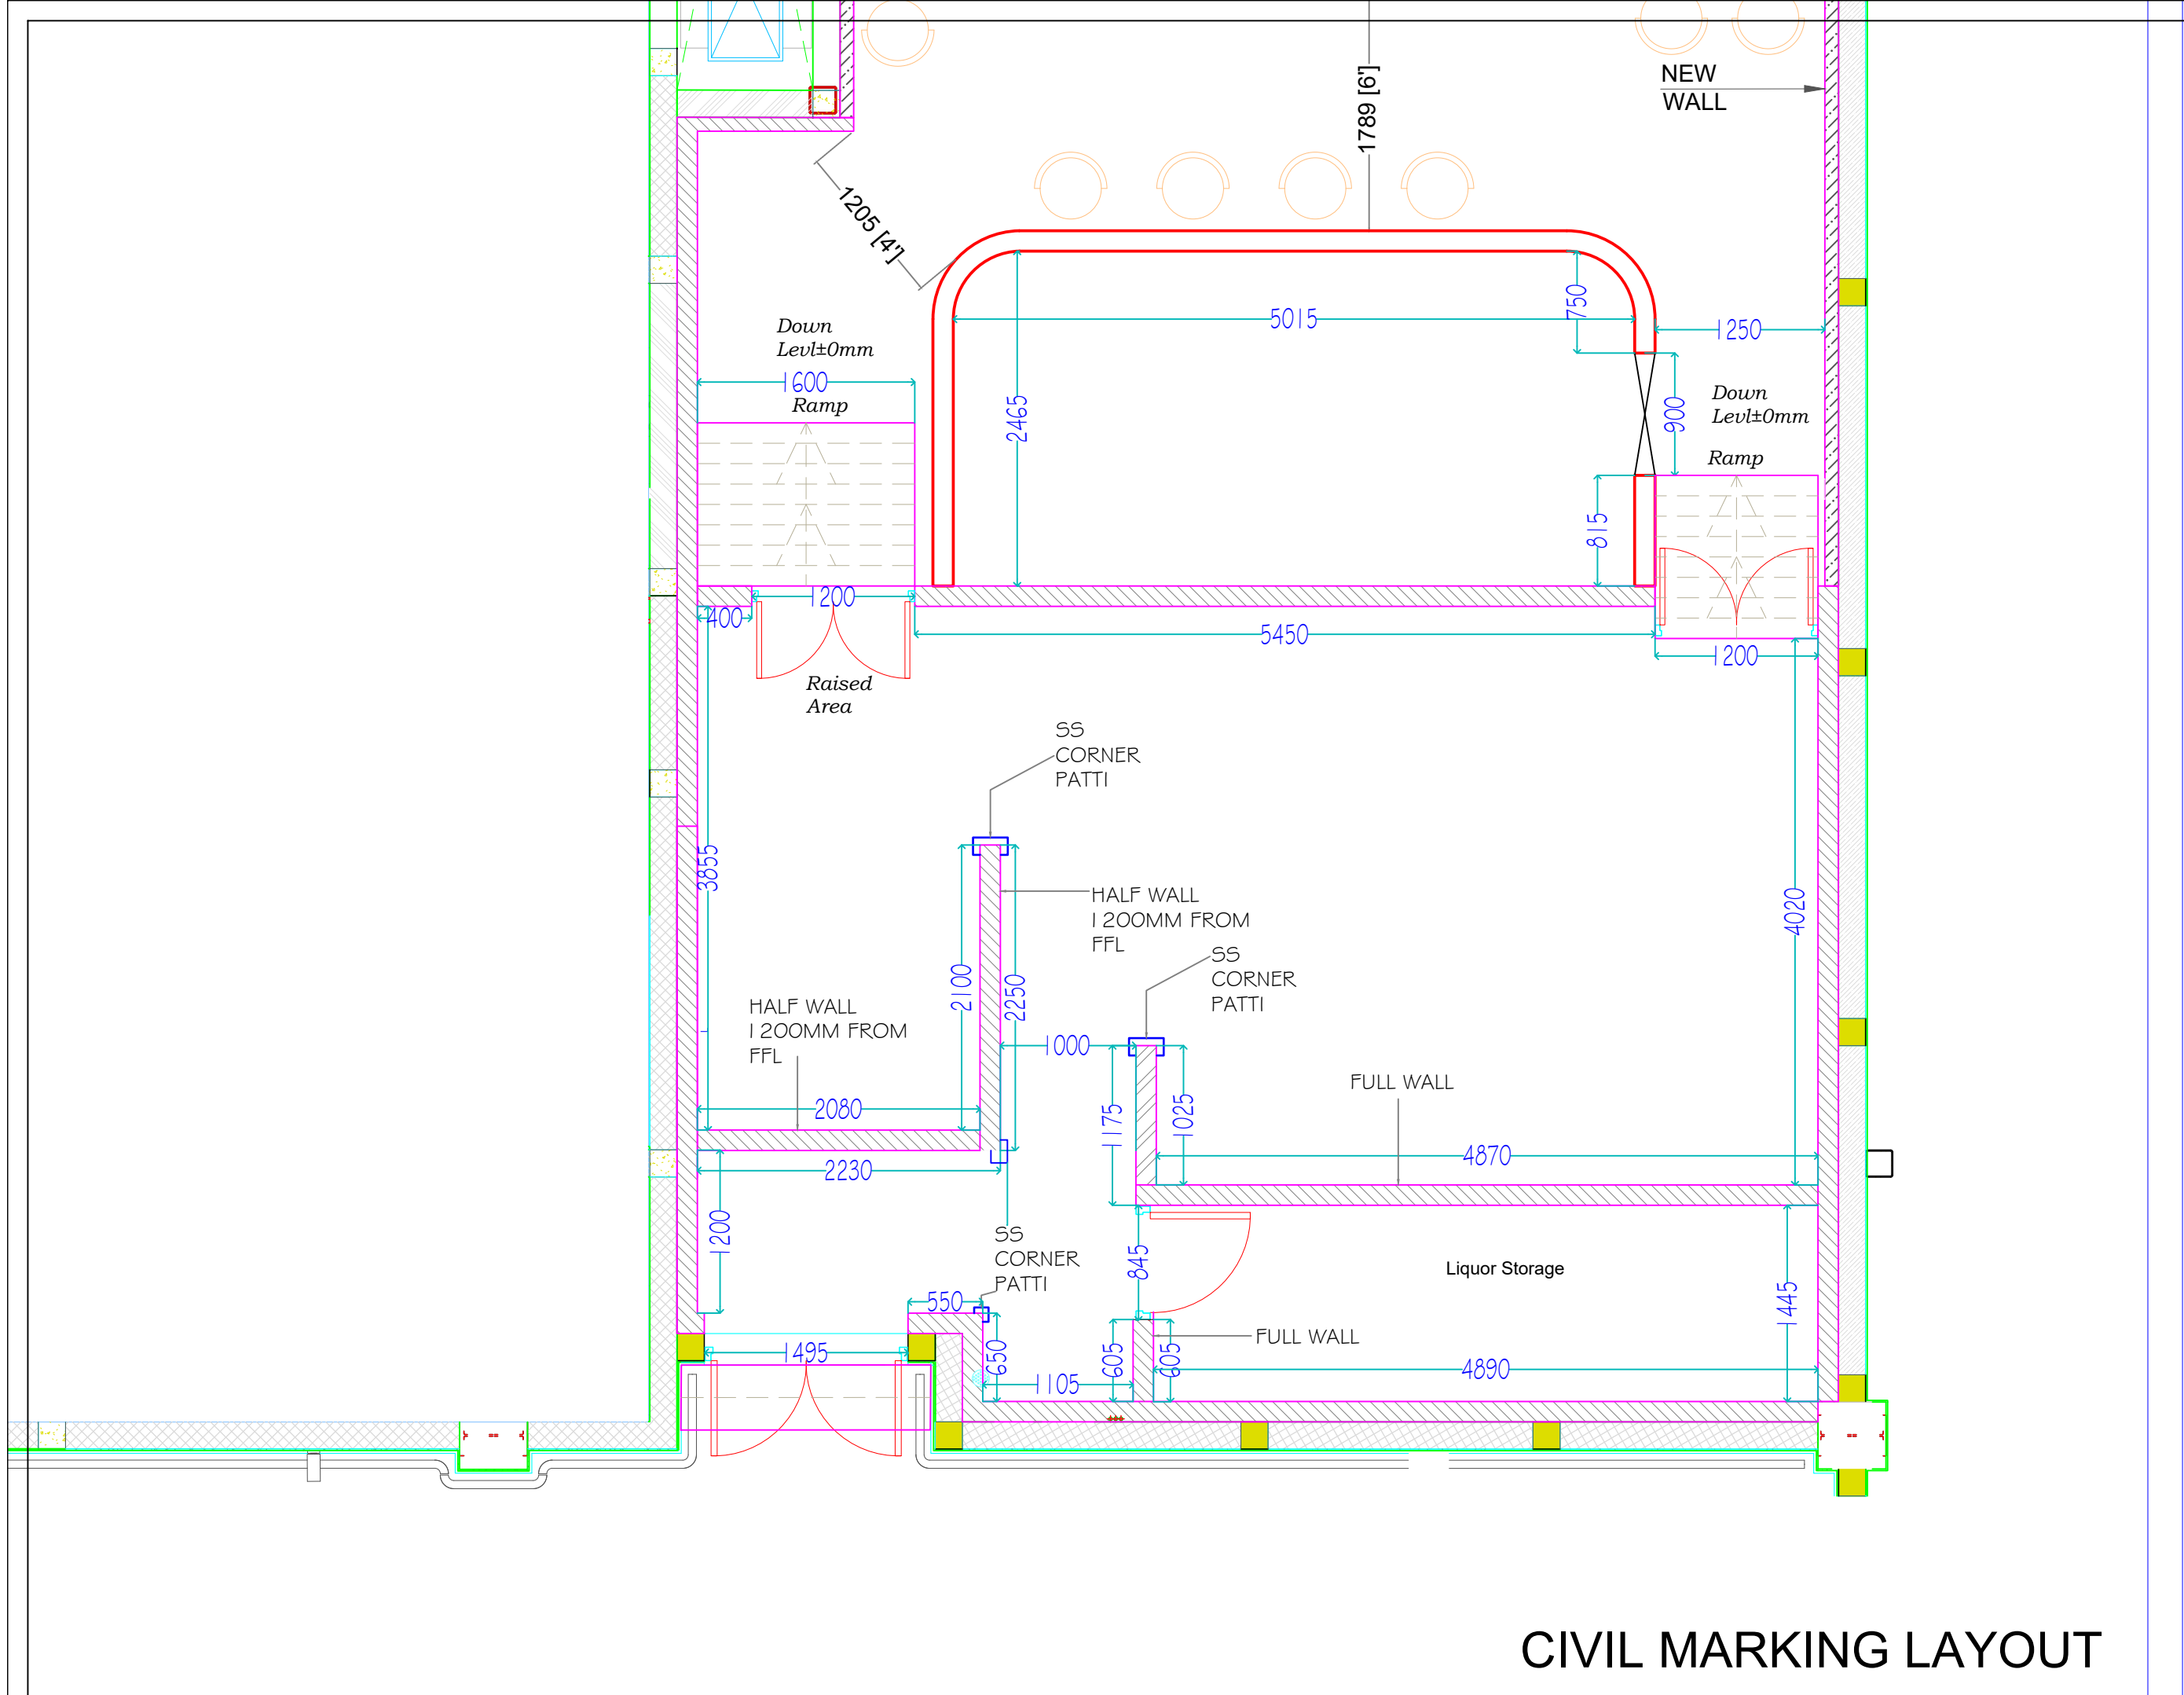 NEW
WALL
1789 [6']
1205 [4']
Down
Levl±0mm
1600
Ramp
5015
750
1250
2465
900
Down
Levl±0mm
Ramp
815
1200
400
5450
1200
Raised
Area
SS
CORNER
PATTI
3855
HALF WALL
1200MM FROM
FFL
4020
SS
CORNER
PATTI
2100
2250
HALF WALL
1200MM FROM
FFL
1000
FULL WALL
2080
1175
1025
4870
2230
1200
SS
CORNER
PATTI
845
Liquor Storage
1445
550
FULL WALL
1495
650
605
605
4890
1105
CIVIL MARKING LAYOUT